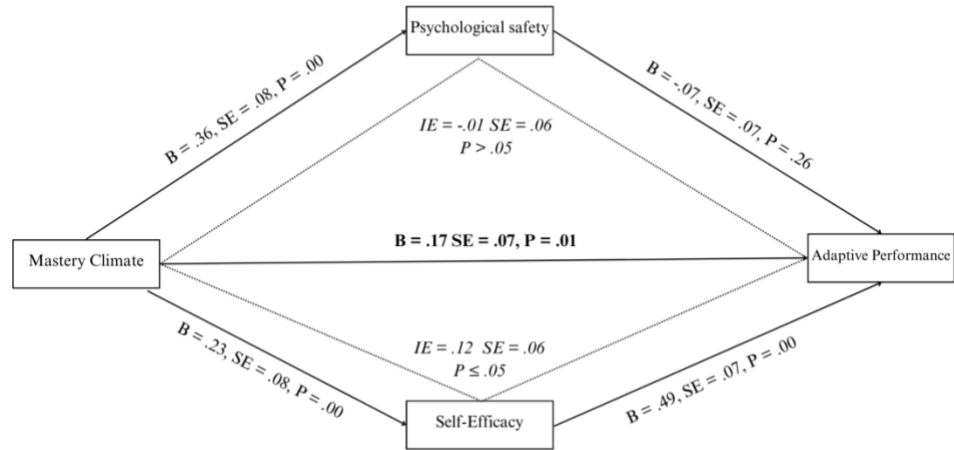 Psychological safety
B = .36, SE = .08, P = .00
B = -.07, SE = .07, P = .26
IE = -.01 SE = .06
P > .05
B = .17 SE = .07, P = .01
Mastery Climate
Adaptive Performance
IE = .12 SE = .06
P ≤ .05
B = .23, SE = .08, P = .00
B = .49, SE = .07, P = .00
Self-Efficacy